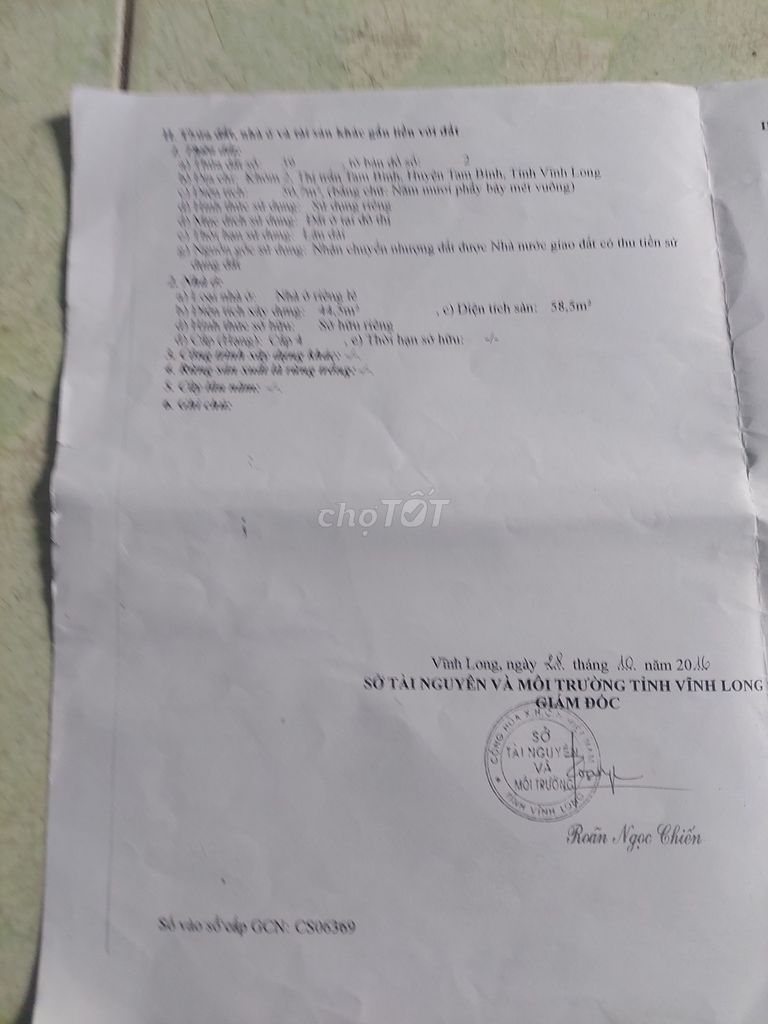 II. Thửa đất, nhà ở và tài sản khác gắn liền với đất
1. Thửa đất:
a) Thửa đất số: , tờ bản đồ số: 2
b) Địa chỉ: Khóm 2, Thị trấn Tam Bình, Huyện Tam Bình, Tỉnh Vĩnh Long
c) Diện tích: 50,7m² (bằng chữ: Năm mươi phẩy bảy mét vuông)
d) Hình thức sử dụng: Sử dụng riêng
đ) Mục đích sử dụng: Đất ở tại đô thị
e) Thời hạn sử dụng: Lâu dài
g) Nguồn gốc sử dụng: Nhận chuyển nhượng đất được Nhà nước giao đất có thu tiền sử
dụng đất
2. Nhà ở:
a) Loại nhà ở: Nhà ở riêng lẻ
b) Diện tích xây dựng: 44,5m² , c) Diện tích sàn: 58,5m²
d) Hình thức sở hữu: Sở hữu riêng
đ) Cấp (Hạng): Cấp 4 , e) Thời hạn sở hữu: -/-
3. Công trình xây dựng khác: -/-
4. Rừng sản xuất là rừng trồng: -/-
5. Cây lâu năm: -/-
6. Ghi chú:
chợTỐT
Vĩnh Long, ngày 28 tháng 10 năm 2016
SỞ TÀI NGUYÊN VÀ MÔI TRƯỜNG TỈNH VĨNH LONG
GIÁM ĐỐC
CỘNG HÒA X.H.C.N VIỆT NAM
SỞ
TÀI NGUYÊN
VÀ
MÔI TRƯỜNG
TỈNH VĨNH LONG
Roãn Ngọc Chiến
Số vào sổ cấp GCN: CS06369